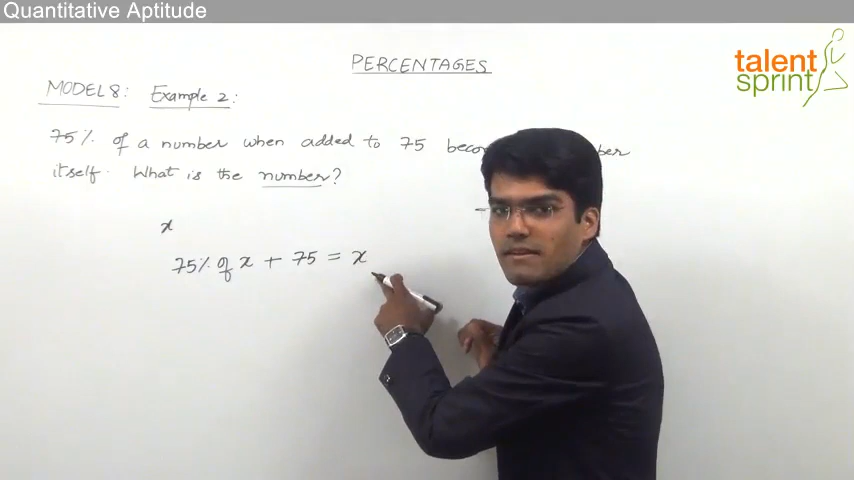 Quantitative Aptitude
talent
sprint
PERCENTAGES
MODEL 8: Example 2:
75% of a number when added to 75 
itself. What is the number?
x
75% of x + 75 = x